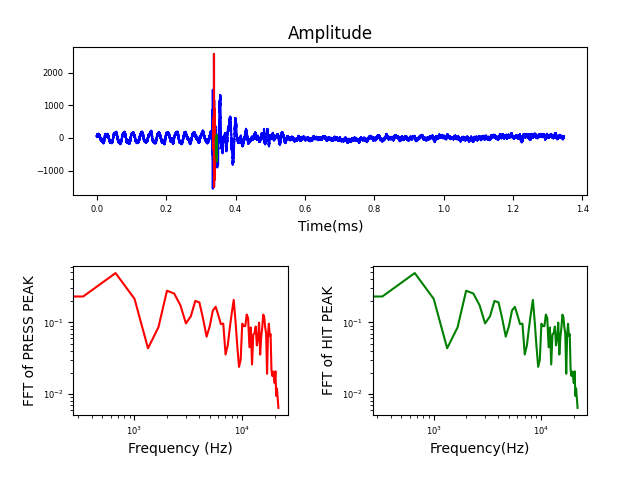 Amplitude
2000
1000
0
−1000
0.0 0.2 0.4 0.6 0.8 1.0 1.2 1.4
Time(ms)
FFT of PRESS PEAK
10⁻¹
10⁻²
10³ 10⁴
Frequency (Hz)
FFT of HIT PEAK
10⁻¹
10⁻²
10³ 10⁴
Frequency(Hz)